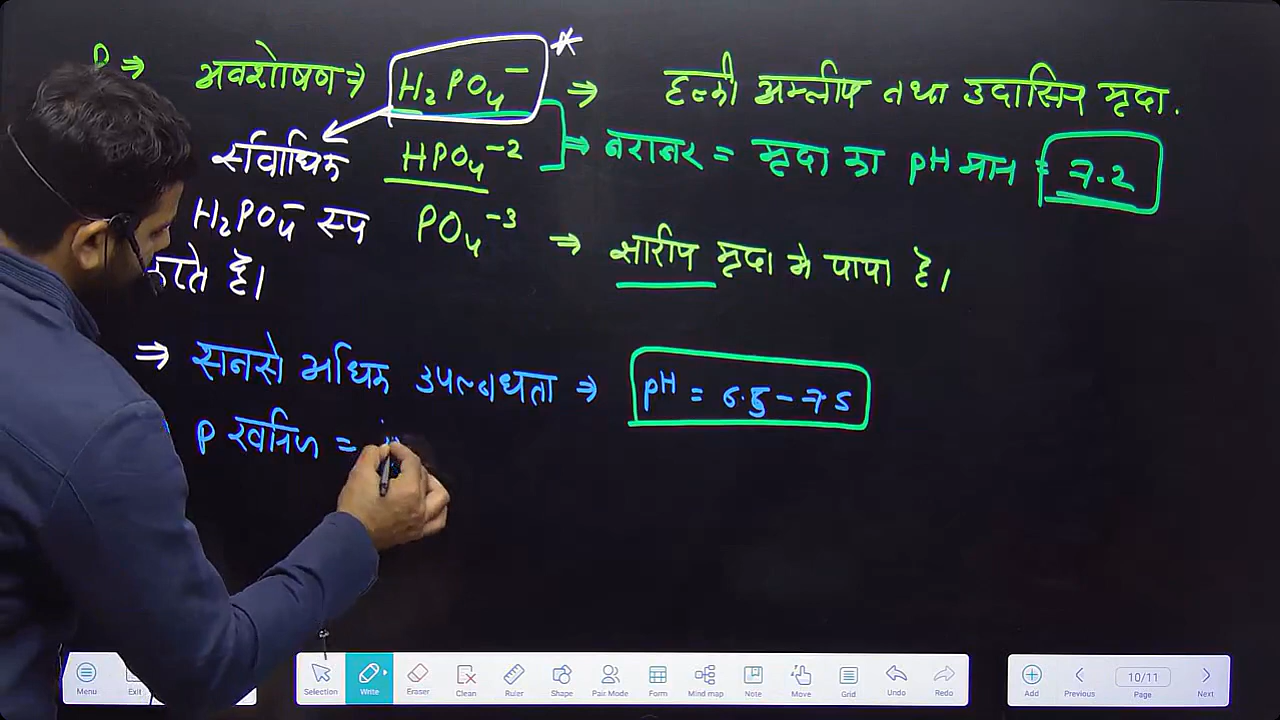 P ⇒ अवशोषण ⇒ H₂PO₄⁻ * ⇒ हल्की अम्लीय तथा उदासिन मृदा.
सर्वाधिक HPO₄⁻² ⇒ बराबर = मृदा का pH मान = 7.2
H₂PO₄⁻ रूप PO₄⁻³ ⇒ क्षारीय मृदा मे पाया है।
करते है।
⇒ सबसे अधिक उपलब्धता ⇒ pH = 6.5 - 7.5
P खनिज =
Menu
Exit
Selection
Write
Eraser
Clean
Ruler
Shape
Pair Mode
Form
Mind map
Note
Move
Grid
Undo
Redo
Add
Previous
10/11
Page
Next